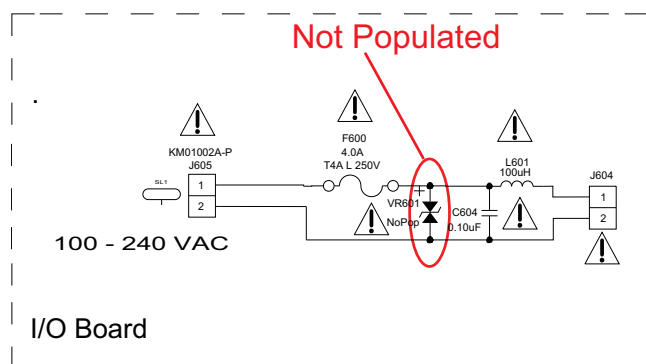 Not Populated
KM01002A-P
J605
SL1
1
2
100 - 240 VAC
F600
4.0A
T4A L 250V
+
VR601
NoPop
C604
0.10uF
L601
100uH
J604
1
2
I/O Board